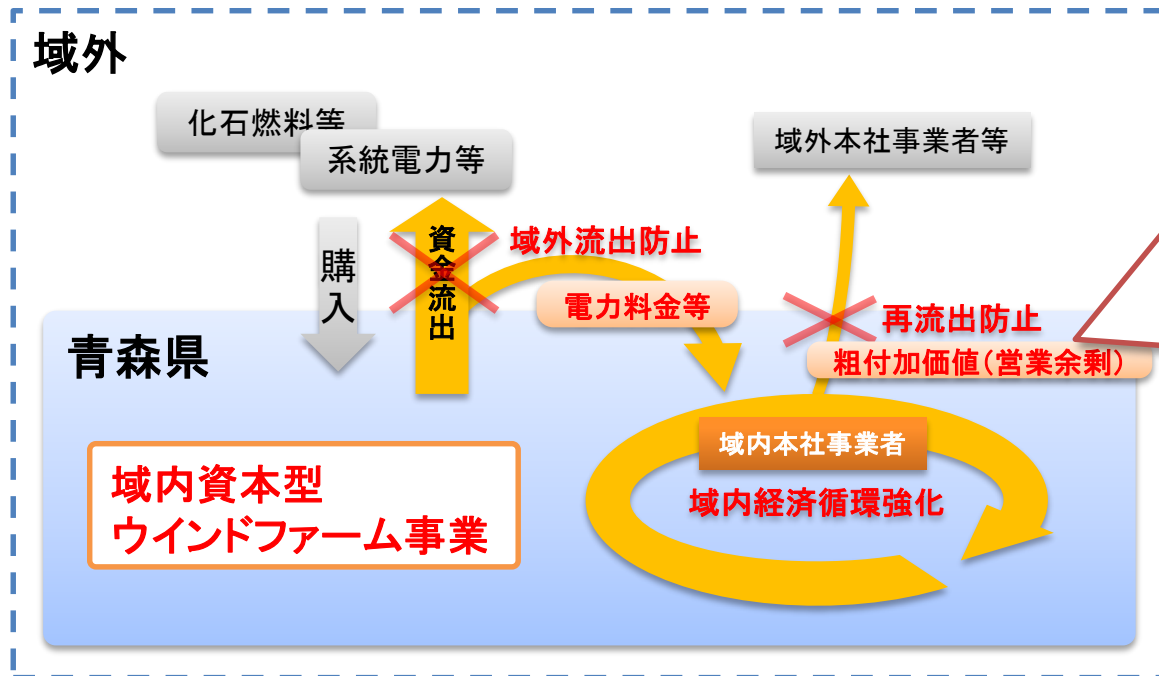 域外
化石燃料等
系統電力等
域外本社事業者等
購入
資金流出
域外流出防止
電力料金等
再流出防止
粗付加価値(営業余剰)
青森県
域内本社事業者
域内経済循環強化
域内資本型
ウインドファーム事業